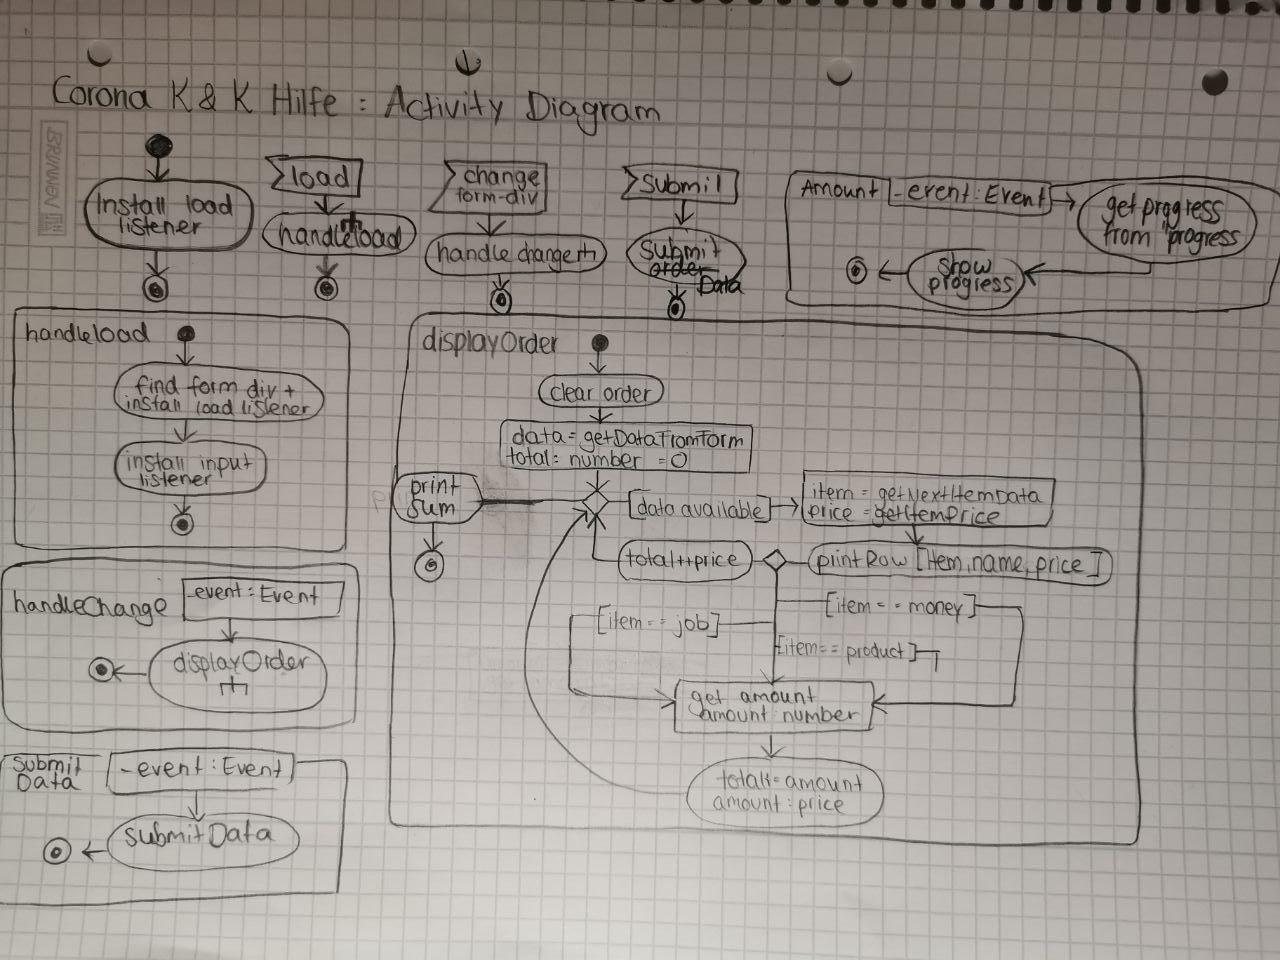 Corona K & K Hilfe : Activity Diagram
BRUNNEN
Install load
listener
load
handleload
change
form-div
handle change
submit
submit
order
Data
Amount
-event:Event
get progress
from "progress
show
progress
handleload
find form div +
install load listener
install input
listener
displayOrder
clear order
data = getDataFromForm
total: number = 0
print
sum
[data available]
item = getNextItemData
price = getItemPrice
total++price
printRow [Item,name,price]
[item == money]
[item == job]
[item== product]
get amount
amount number
total+=amount
amount:price
handleChange
-event:Event
displayOrder
submit
Data
-event:Event
submitData